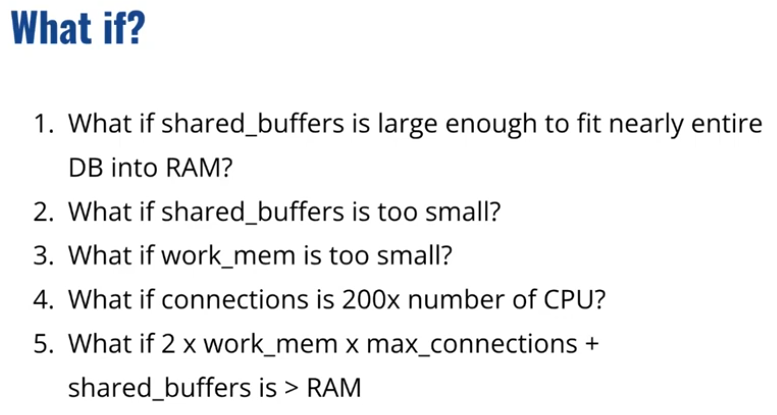 What if?
1. What if shared_buffers is large enough to fit nearly entire
DB into RAM?
2. What if shared_buffers is too small?
3. What if work_mem is too small?
4. What if connections is 200x number of CPU?
5. What if 2 x work_mem x max_connections +
shared_buffers is > RAM